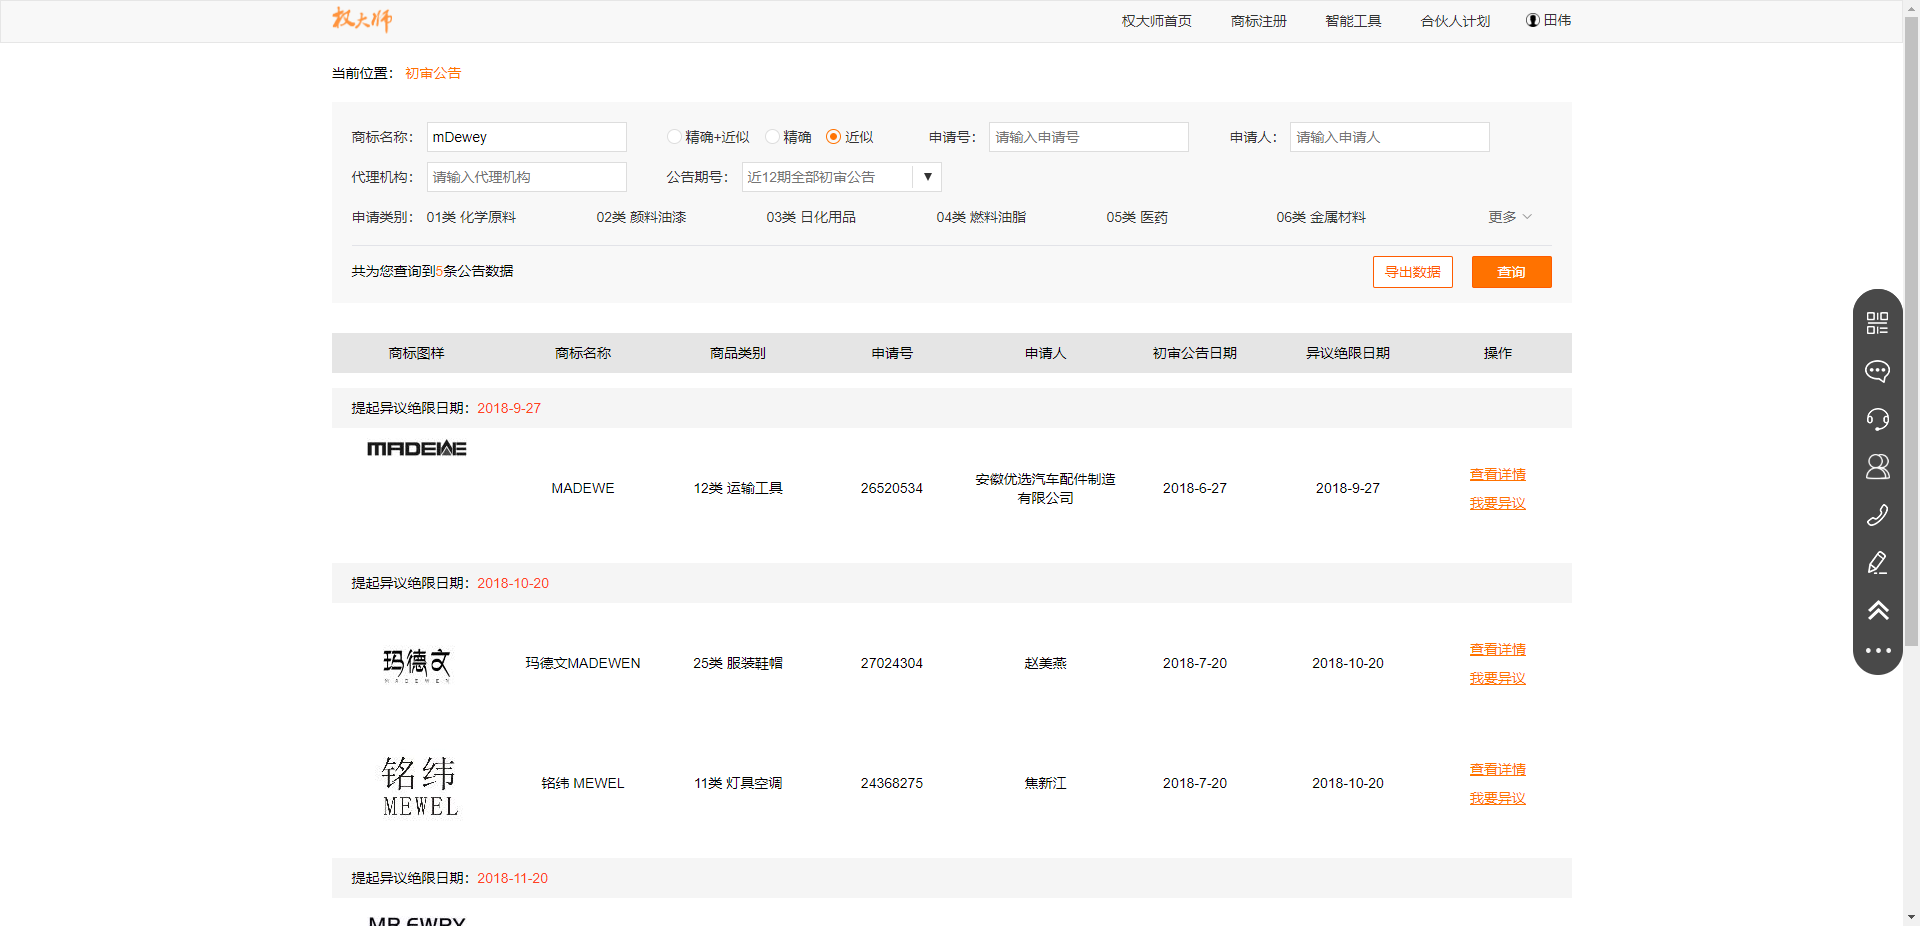 权大师 权大师首页 商标注册 智能工具 合伙人计划 田伟
当前位置： 初审公告
商标名称： mDewey 精确+近似 精确 近似 申请号： 请输入申请号 申请人： 请输入申请人
代理机构： 请输入代理机构 公告期号： 近12期全部初审公告
申请类别： 01类 化学原料 02类 颜料油漆 03类 日化用品 04类 燃料油脂 05类 医药 06类 金属材料 更多
共为您查询到5条公告数据 导出数据 查询
商标图样 商标名称 商品类别 申请号 申请人 初审公告日期 异议绝限日期 操作
提起异议绝限日期：2018-9-27
MADEWE
MADEWE 12类 运输工具 26520534 安徽优选汽车配件制造有限公司 2018-6-27 2018-9-27 查看详情
我要异议
提起异议绝限日期：2018-10-20
玛德文
MADEWEN
玛德文MADEWEN 25类 服装鞋帽 27024304 赵美燕 2018-7-20 2018-10-20 查看详情
我要异议
铭纬
MEWEL
铭纬 MEWEL 11类 灯具空调 24368275 焦新江 2018-7-20 2018-10-20 查看详情
我要异议
提起异议绝限日期：2018-11-20